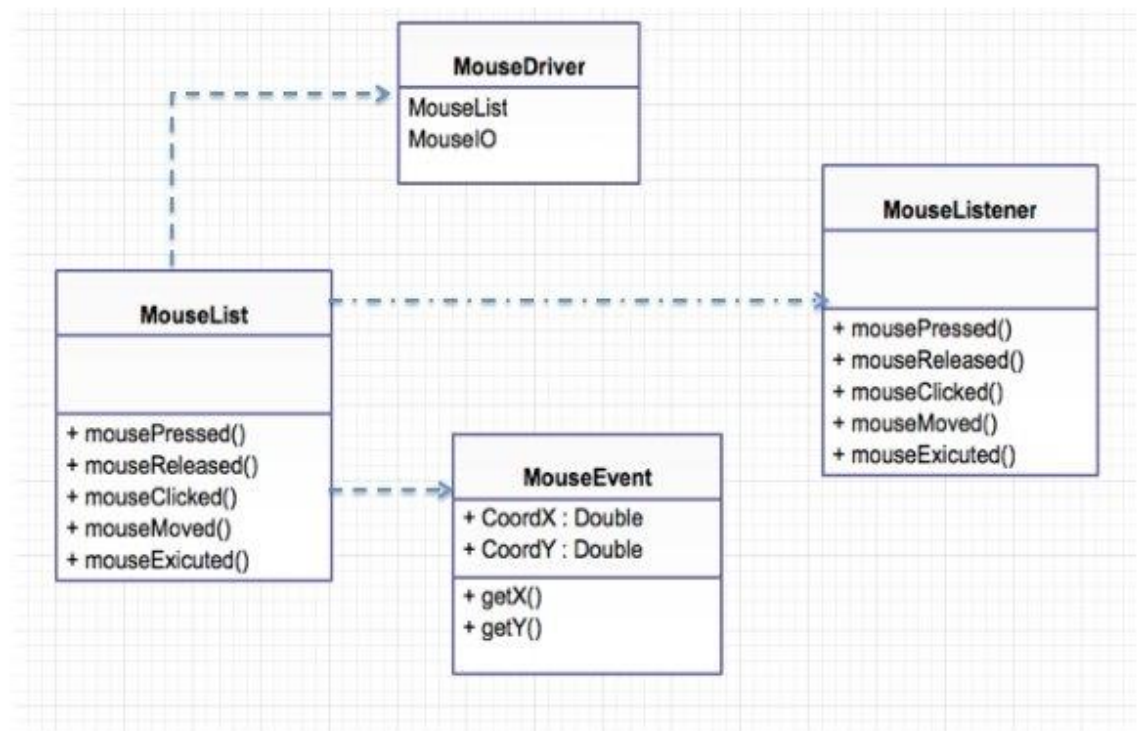 MouseDriver
MouseList
MouseIO
MouseListener
+ mousePressed()
+ mouseReleased()
+ mouseClicked()
+ mouseMoved()
+ mouseExicuted()
MouseList
+ mousePressed()
+ mouseReleased()
+ mouseClicked()
+ mouseMoved()
+ mouseExicuted()
MouseEvent
+ CoordX : Double
+ CoordY : Double
+ getX()
+ getY()